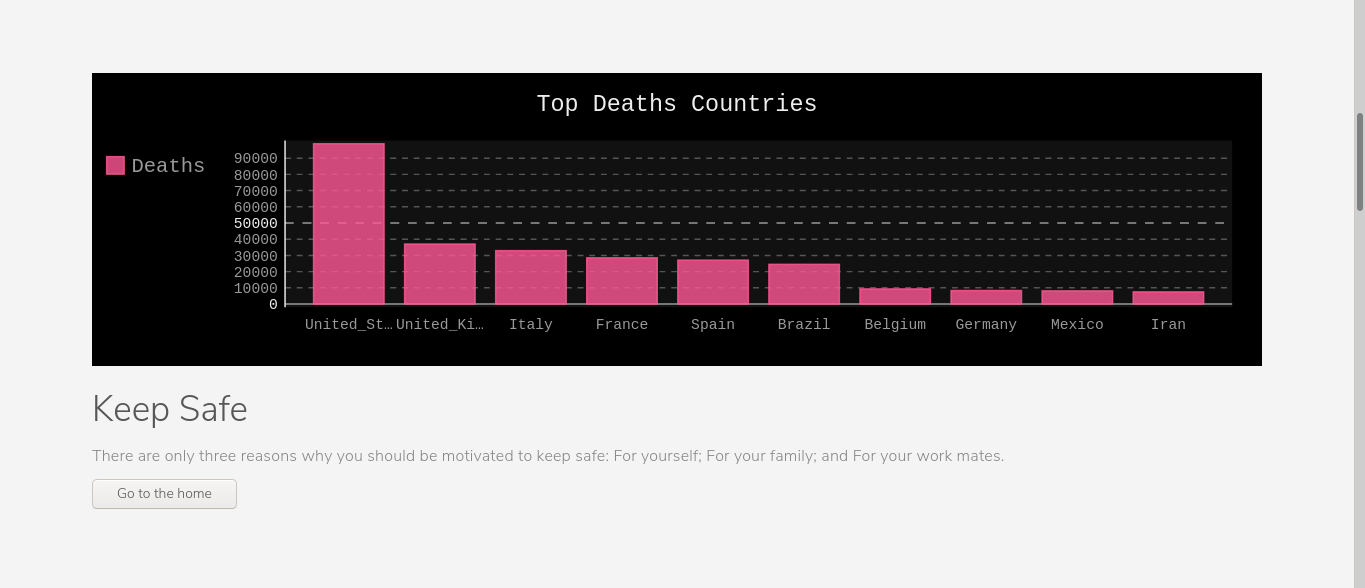 Top Deaths Countries
Deaths
90000
80000
70000
60000
50000
40000
30000
20000
10000
0
United_St… United_Ki… Italy France Spain Brazil Belgium Germany Mexico Iran
Keep Safe
There are only three reasons why you should be motivated to keep safe: For yourself; For your family; and For your work mates.
Go to the home